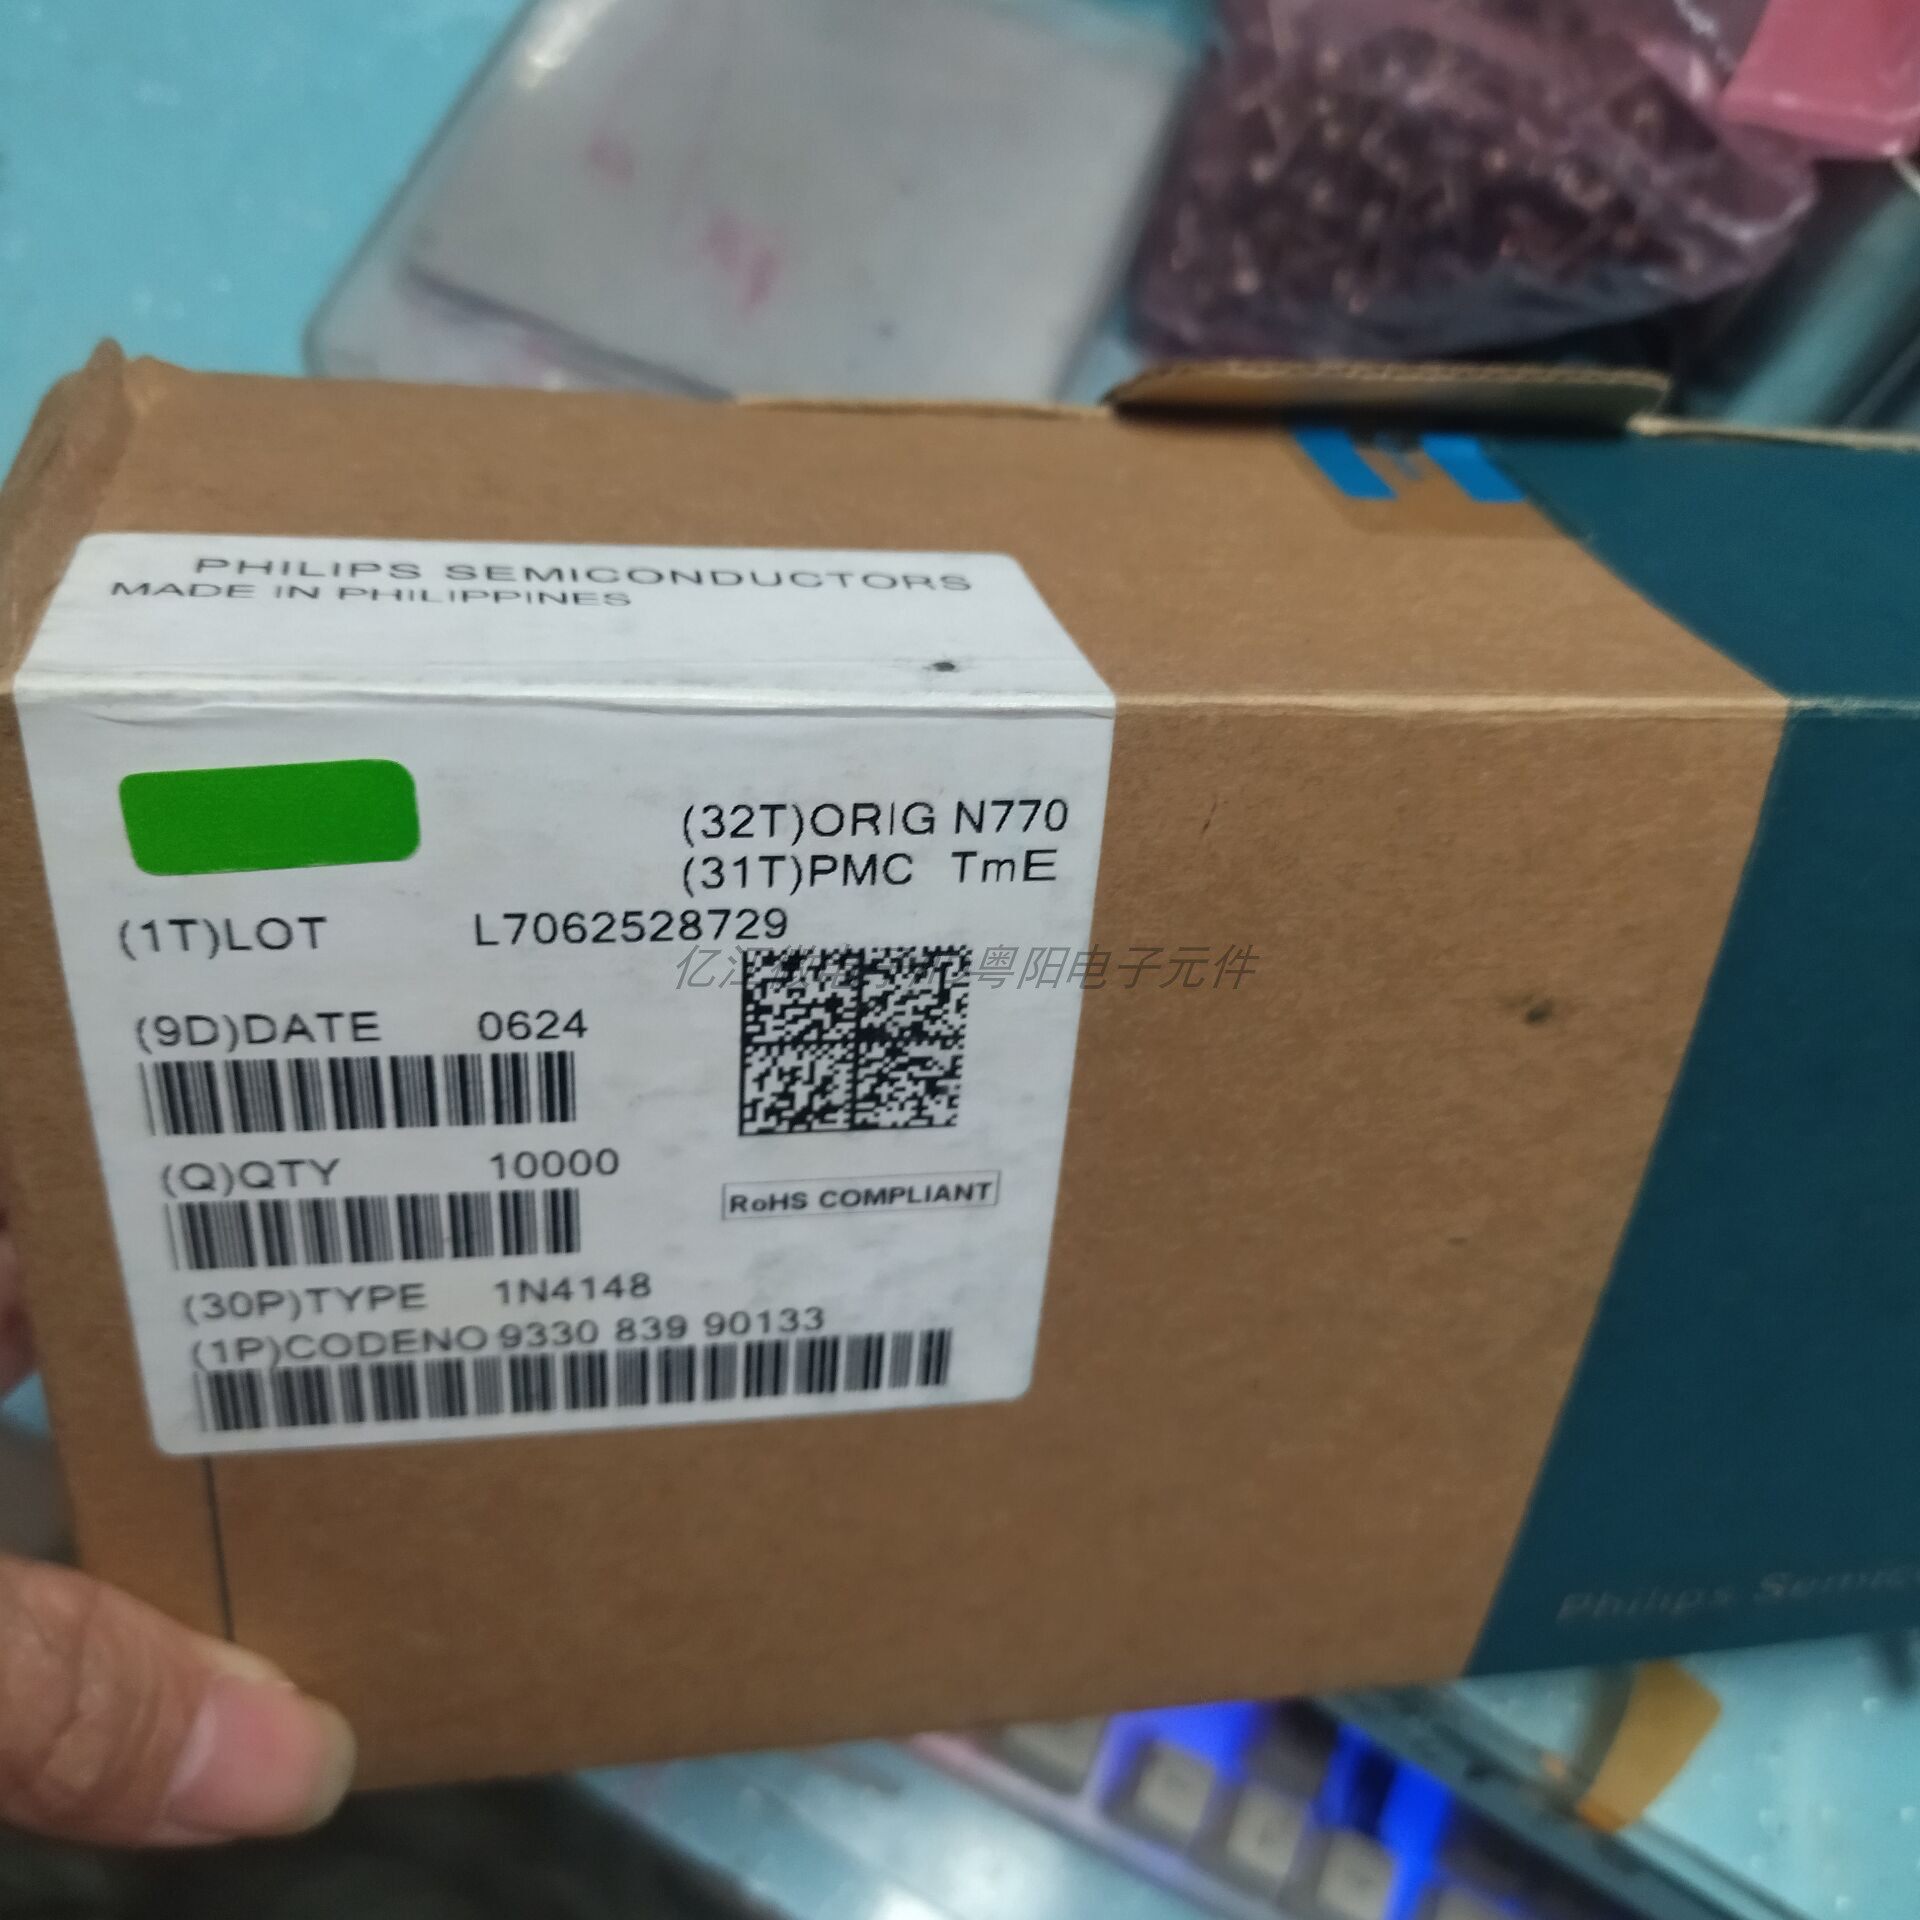 PHILIPS SEMICONDUCTORS
MADE IN PHILIPPINES
(32T)ORIG N770
(31T)PMC TmE
(1T)LOT L7062528729
粤阳电子元件
(9D)DATE 0624
(Q)QTY 10000
RoHS COMPLIANT
(30P)TYPE 1N4148
(1P)CODENO 9330 839 90133
Philips